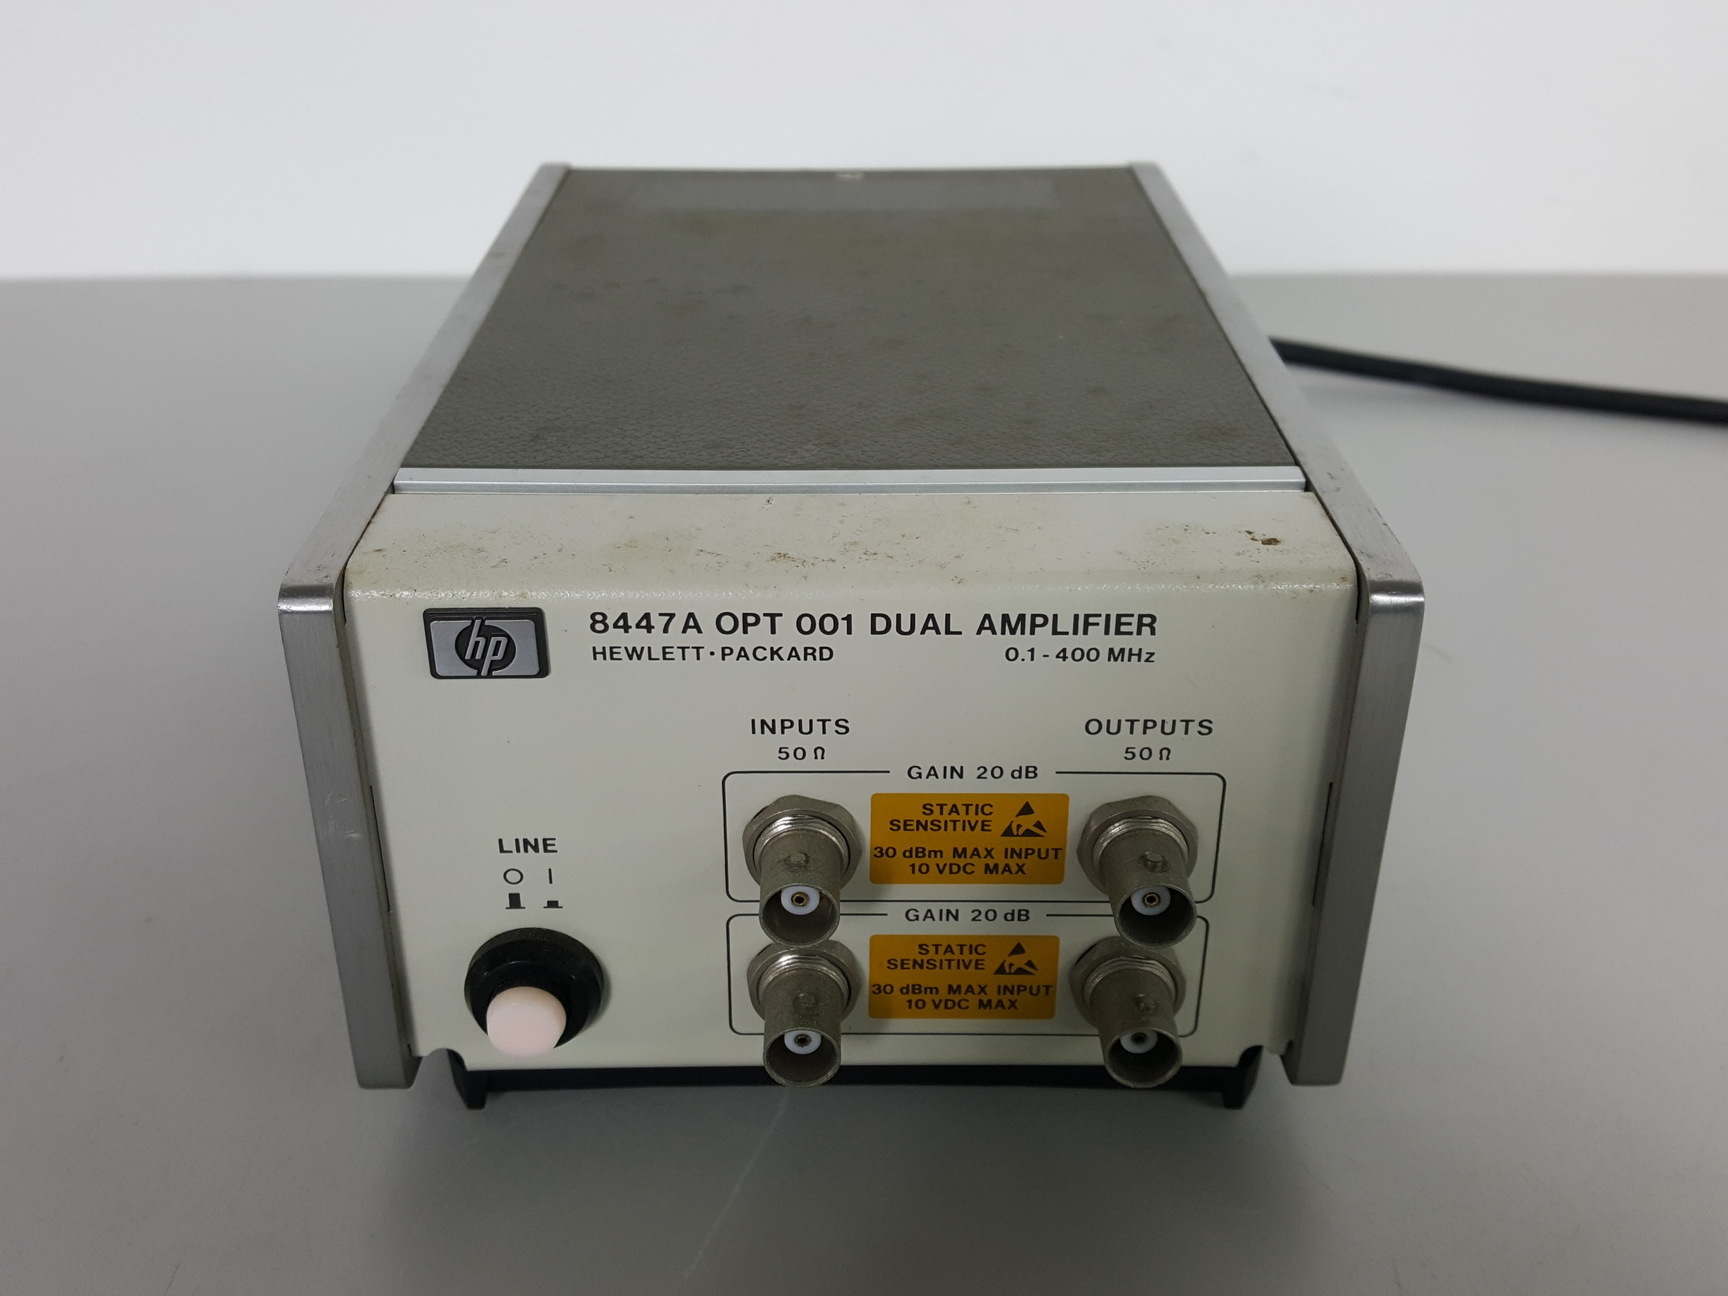 hp
8447A OPT 001 DUAL AMPLIFIER
HEWLETT·PACKARD 0.1-400 MHz
INPUTS OUTPUTS
50Ω 50Ω
GAIN 20 dB
STATIC
SENSITIVE
30 dBm MAX INPUT
10 VDC MAX
LINE
O I
GAIN 20 dB
STATIC
SENSITIVE
30 dBm MAX INPUT
10 VDC MAX